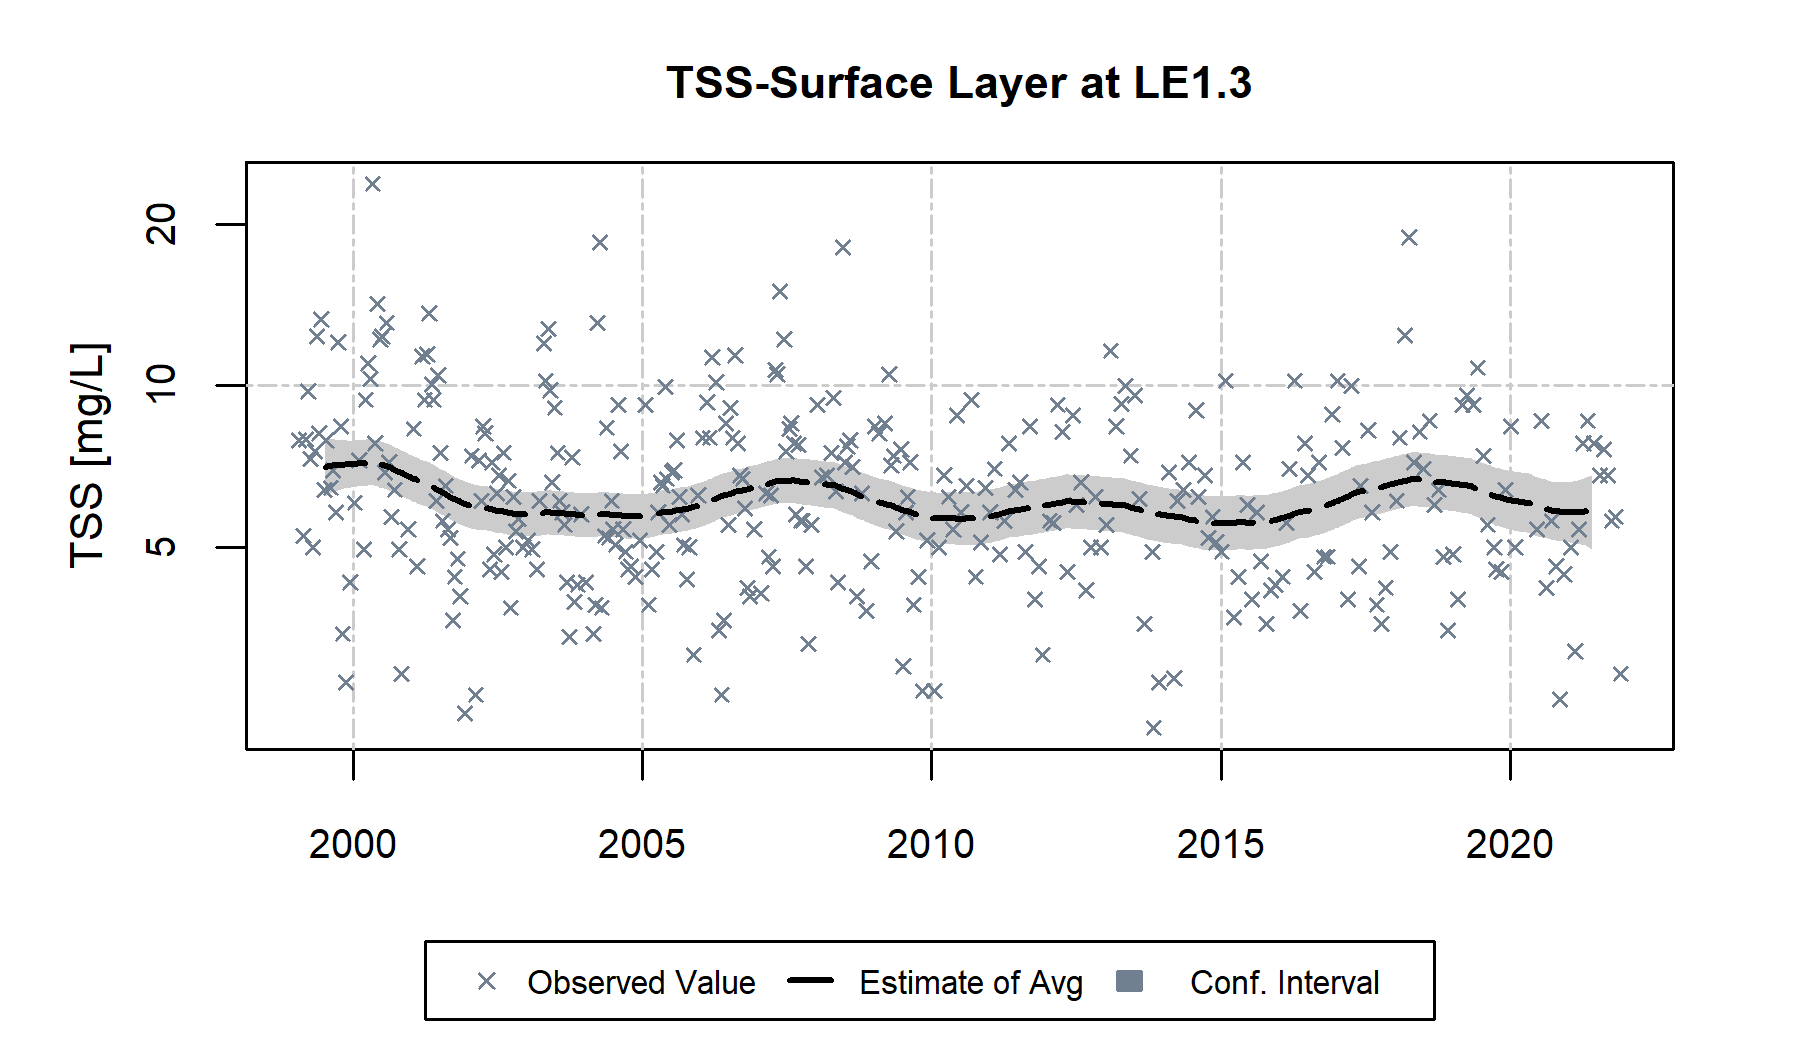 TSS-Surface Layer at LE1.3
TSS [mg/L]
20
10
5
2000 2005 2010 2015 2020
Observed Value Estimate of Avg Conf. Interval